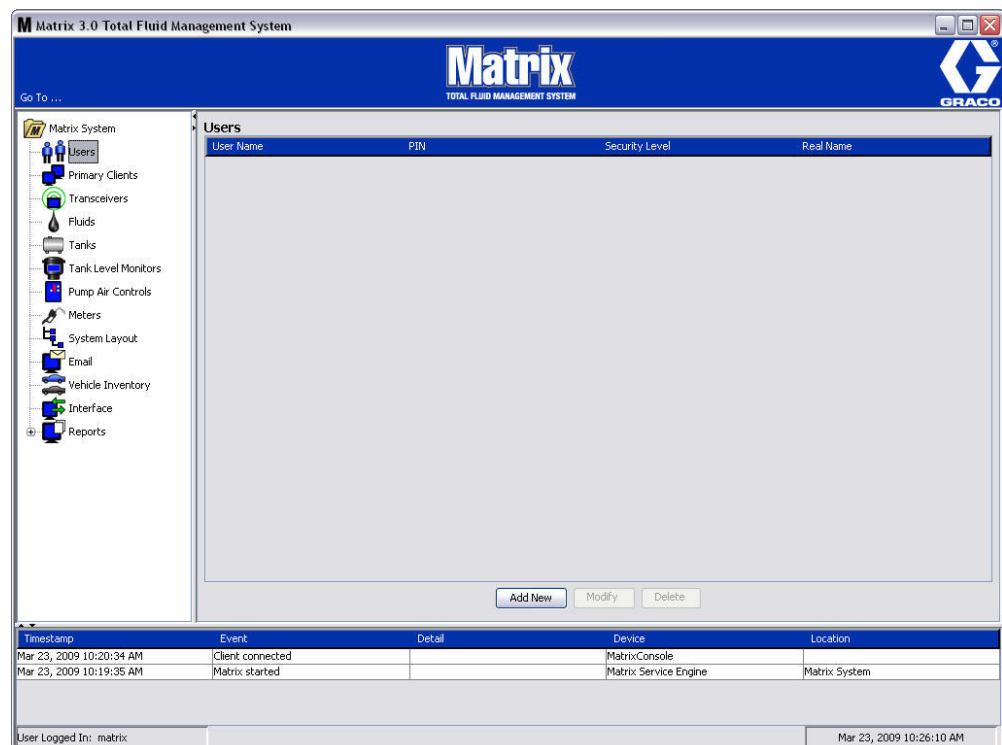 Matrix 3.0 Total Fluid Management System
Matrix
TOTAL FLUID MANAGEMENT SYSTEM
GRACO
Go To ...
Matrix System
Users
Primary Clients
Transceivers
Fluids
Tanks
Tank Level Monitors
Pump Air Controls
Meters
System Layout
Email
Vehicle Inventory
Interface
Reports
Users
User Name PIN Security Level Real Name
Add New Modify Delete
Timestamp Event Detail Device Location
Mar 23, 2009 10:20:34 AM Client connected MatrixConsole
Mar 23, 2009 10:19:35 AM Matrix started Matrix Service Engine Matrix System
User Logged In: matrix Mar 23, 2009 10:26:10 AM